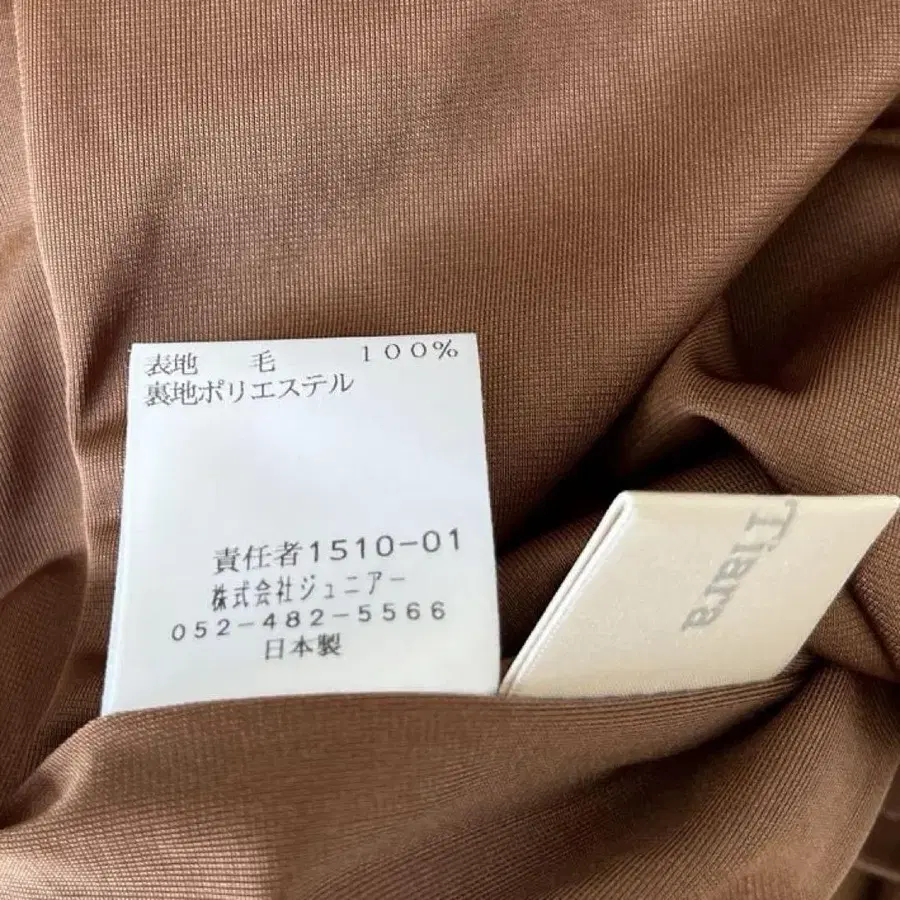 表地　毛　１００％
裏地ポリエステル
責任者1510-01
株式会社ジュニアー
052-482-5566
日本製
Tiara